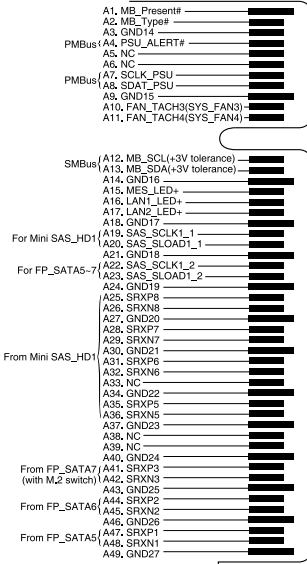 A1. MB_Present#
A2. MB_Type#
A3. GND14
PMBus A4. PSU_ALERT#
A5. NC
A6. NC
PMBus A7. SCLK_PSU
A8. SDAT_PSU
A9. GND15
A10. FAN_TACH3(SYS_FAN3)
A11. FAN_TACH4(SYS_FAN4)
SMBus A12. MB_SCL(+3V tolerance)
A13. MB_SDA(+3V tolerance)
A14. GND16
A15. MES_LED+
A16. LAN1_LED+
A17. LAN2_LED+
A18. GND17
For Mini SAS_HD1 A19. SAS_SCLK1_1
A20. SAS_SLOAD1_1
A21. GND18
For FP_SATA5~7 A22. SAS_SCLK1_2
A23. SAS_SLOAD1_2
A24. GND19
A25. SRXP8
A26. SRXN8
A27. GND20
A28. SRXP7
A29. SRXN7
A30. GND21
From Mini SAS_HD1 A31. SRXP6
A32. SRXN6
A33. NC
A34. GND22
A35. SRXP5
A36. SRXN5
A37. GND23
A38. NC
A39. NC
A40. GND24
From FP_SATA7 A41. SRXP3
(with M.2 switch) A42. SRXN3
A43. GND25
From FP_SATA6 A44. SRXP2
A45. SRXN2
A46. GND26
From FP_SATA5 A47. SRXP1
A48. SRXN1
A49. GND27